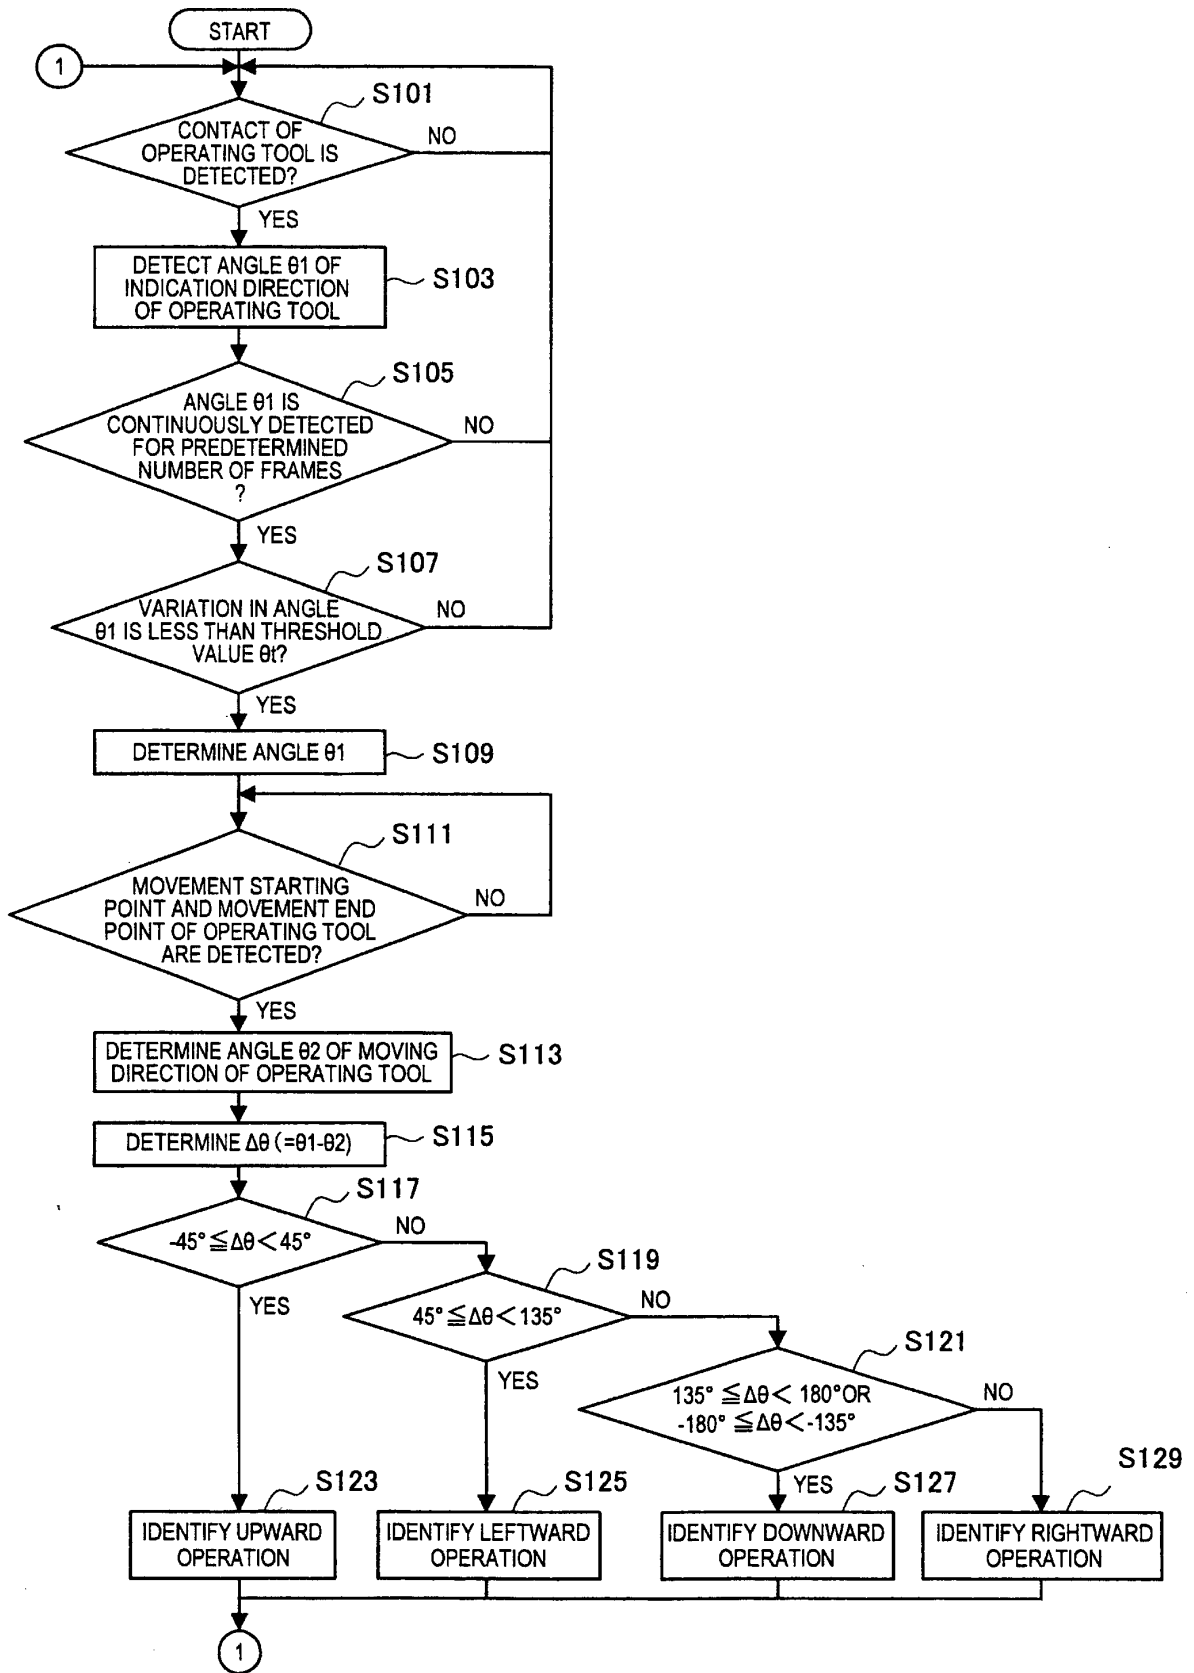 START
1
S101
CONTACT OF
OPERATING TOOL IS
DETECTED?
NO
YES
DETECT ANGLE θ1 OF
INDICATION DIRECTION
OF OPERATING TOOL
S103
S105
ANGLE θ1 IS
CONTINUOUSLY DETECTED
FOR PREDETERMINED
NUMBER OF FRAMES
?
NO
YES
S107
VARIATION IN ANGLE
θ1 IS LESS THAN THRESHOLD
VALUE θt?
NO
YES
DETERMINE ANGLE θ1
S109
S111
MOVEMENT STARTING
POINT AND MOVEMENT END
POINT OF OPERATING TOOL
ARE DETECTED?
NO
YES
DETERMINE ANGLE θ2 OF MOVING
DIRECTION OF OPERATING TOOL
S113
DETERMINE Δθ (=θ1-θ2)
S115
S117
-45° ≦ Δθ < 45°
NO
YES
S119
45° ≦ Δθ < 135°
NO
YES
S121
135° ≦ Δθ < 180° OR
-180° ≦ Δθ < -135°
NO
YES
S123
IDENTIFY UPWARD
OPERATION
S125
IDENTIFY LEFTWARD
OPERATION
S127
IDENTIFY DOWNWARD
OPERATION
S129
IDENTIFY RIGHTWARD
OPERATION
1